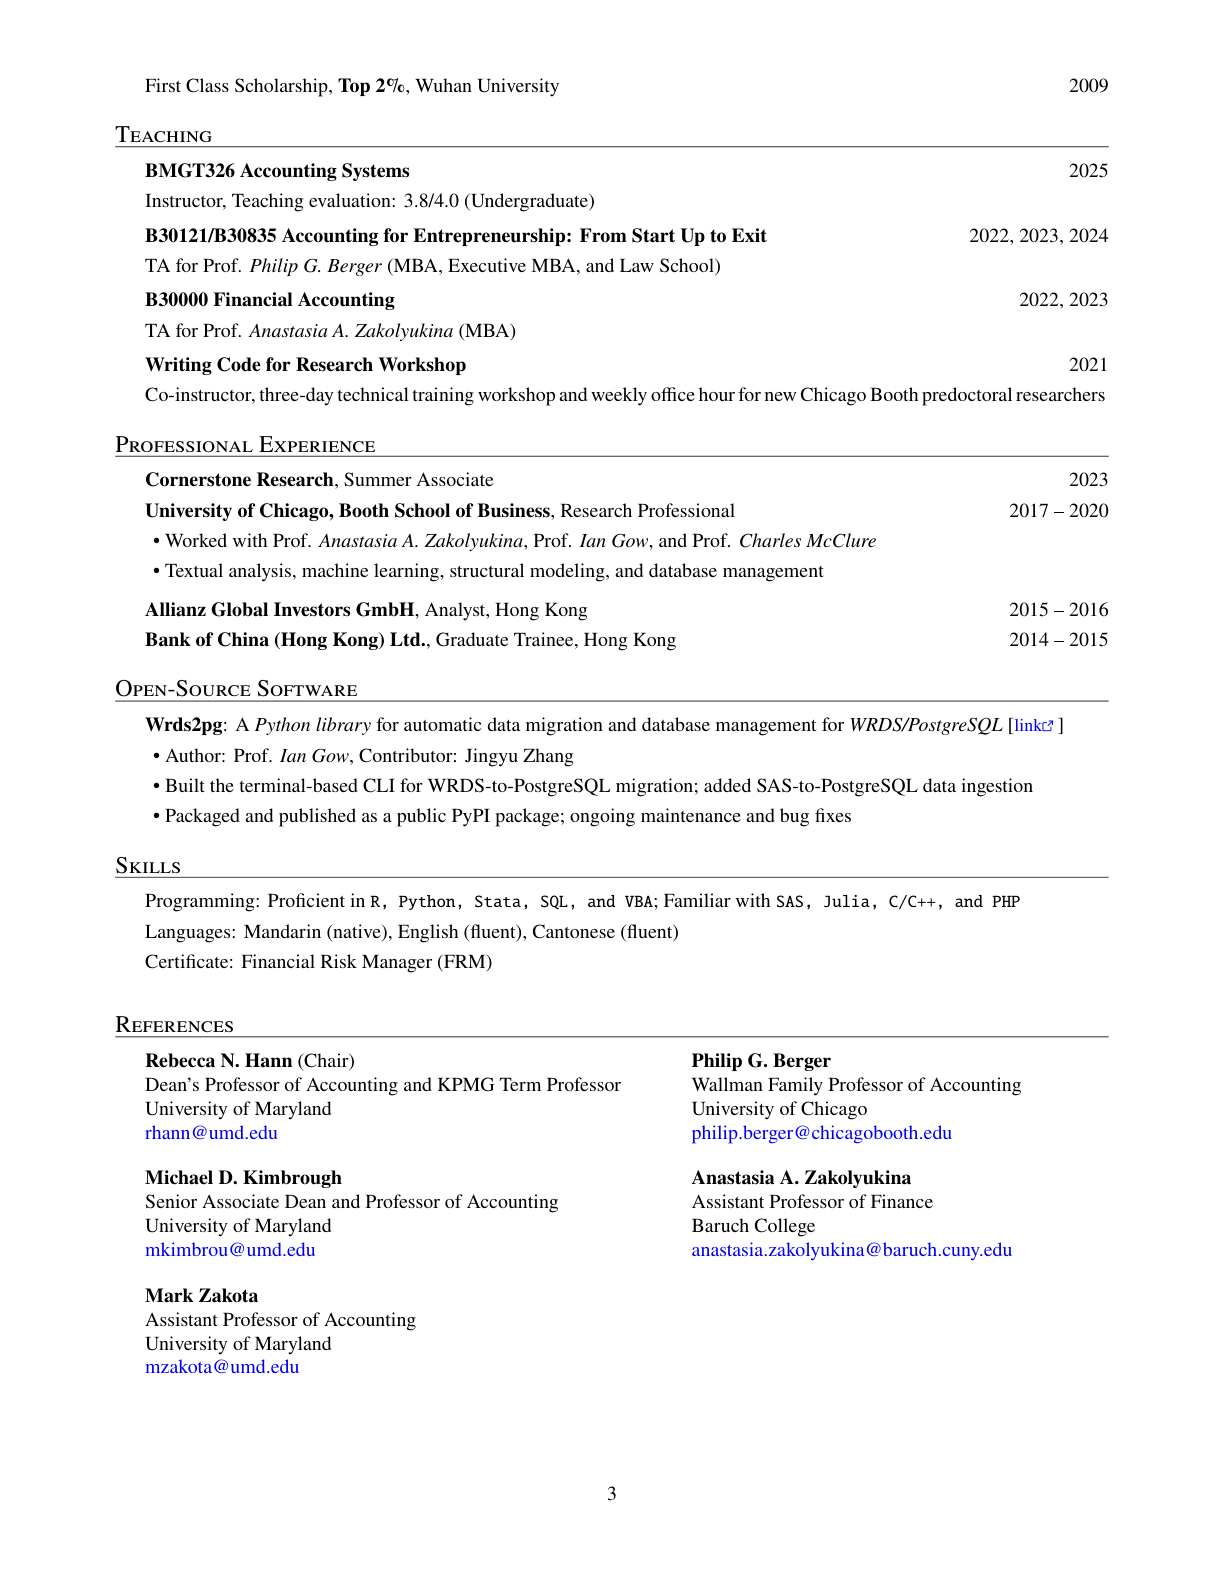 First Class Scholarship, Top 2%, Wuhan University 2009
Teaching
BMGT326 Accounting Systems 2025
Instructor, Teaching evaluation: 3.8/4.0 (Undergraduate)
B30121/B30835 Accounting for Entrepreneurship: From Start Up to Exit 2022, 2023, 2024
TA for Prof. Philip G. Berger (MBA, Executive MBA, and Law School)
B30000 Financial Accounting 2022, 2023
TA for Prof. Anastasia A. Zakolyukina (MBA)
Writing Code for Research Workshop 2021
Co-instructor, three-day technical training workshop and weekly office hour for new Chicago Booth predoctoral researchers
Professional Experience
Cornerstone Research, Summer Associate 2023
University of Chicago, Booth School of Business, Research Professional 2017 – 2020
• Worked with Prof. Anastasia A. Zakolyukina, Prof. Ian Gow, and Prof. Charles McClure
• Textual analysis, machine learning, structural modeling, and database management
Allianz Global Investors GmbH, Analyst, Hong Kong 2015 – 2016
Bank of China (Hong Kong) Ltd., Graduate Trainee, Hong Kong 2014 – 2015
Open-Source Software
Wrds2pg: A Python library for automatic data migration and database management for WRDS/PostgreSQL [link]
• Author: Prof. Ian Gow, Contributor: Jingyu Zhang
• Built the terminal-based CLI for WRDS-to-PostgreSQL migration; added SAS-to-PostgreSQL data ingestion
• Packaged and published as a public PyPI package; ongoing maintenance and bug fixes
Skills
Programming: Proficient in R, Python, Stata, SQL, and VBA; Familiar with SAS, Julia, C/C++, and PHP
Languages: Mandarin (native), English (fluent), Cantonese (fluent)
Certificate: Financial Risk Manager (FRM)
References
Rebecca N. Hann (Chair)
Dean's Professor of Accounting and KPMG Term Professor
University of Maryland
rhann@umd.edu
Philip G. Berger
Wallman Family Professor of Accounting
University of Chicago
philip.berger@chicagobooth.edu
Michael D. Kimbrough
Senior Associate Dean and Professor of Accounting
University of Maryland
mkimbrou@umd.edu
Anastasia A. Zakolyukina
Assistant Professor of Finance
Baruch College
anastasia.zakolyukina@baruch.cuny.edu
Mark Zakota
Assistant Professor of Accounting
University of Maryland
mzakota@umd.edu
3